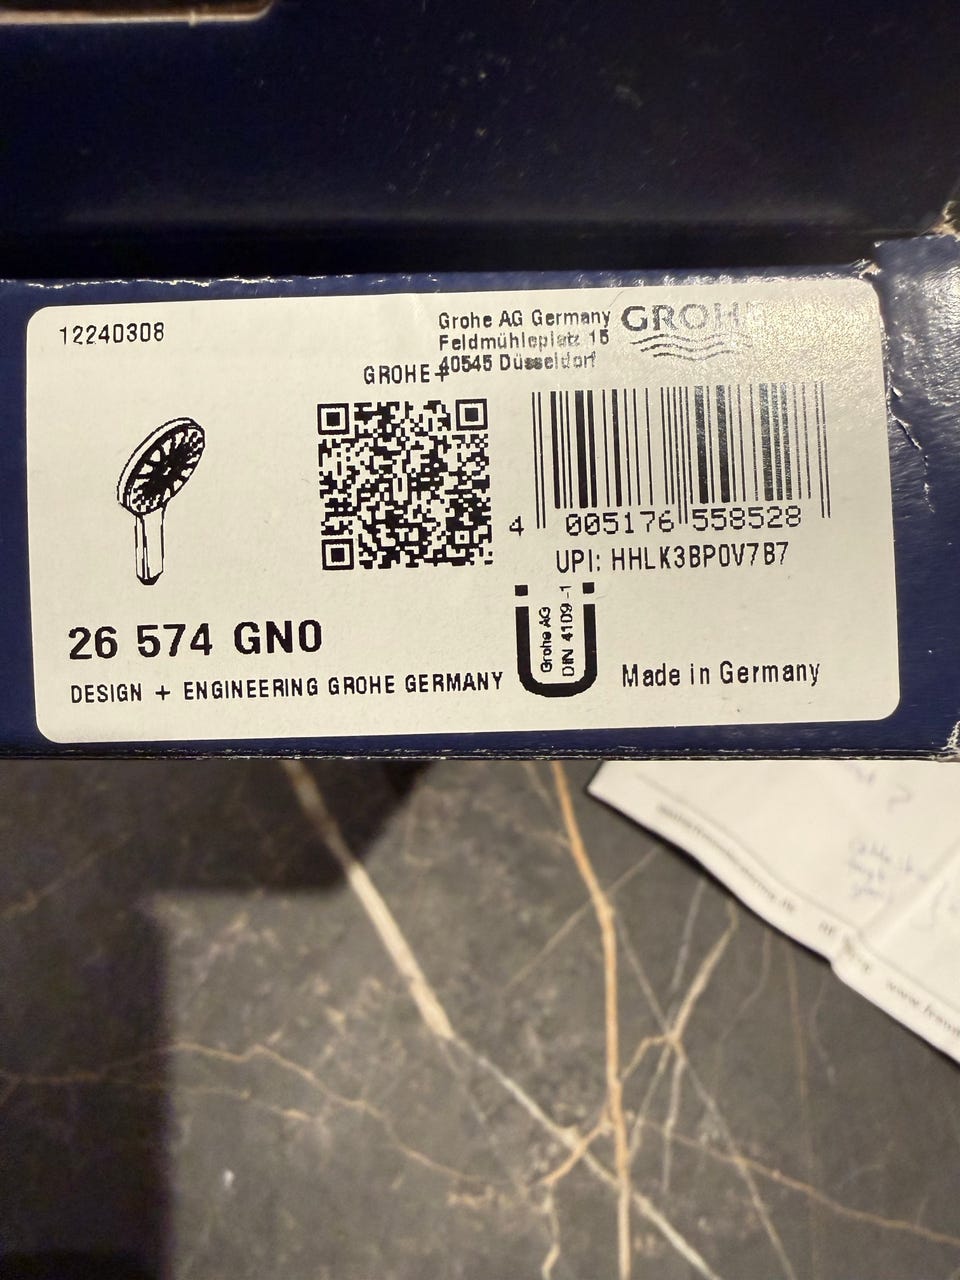 12240308
Grohe AG Germany
Feldmühleplatz 15
40545 Düsseldorf
GROHE
GROHE+
4 005176 558528
UPI: HHLK3BP0V7B7
Grohe AG
DIN 4109-1
26 574 GN0
DESIGN + ENGINEERING GROHE GERMANY
Made in Germany